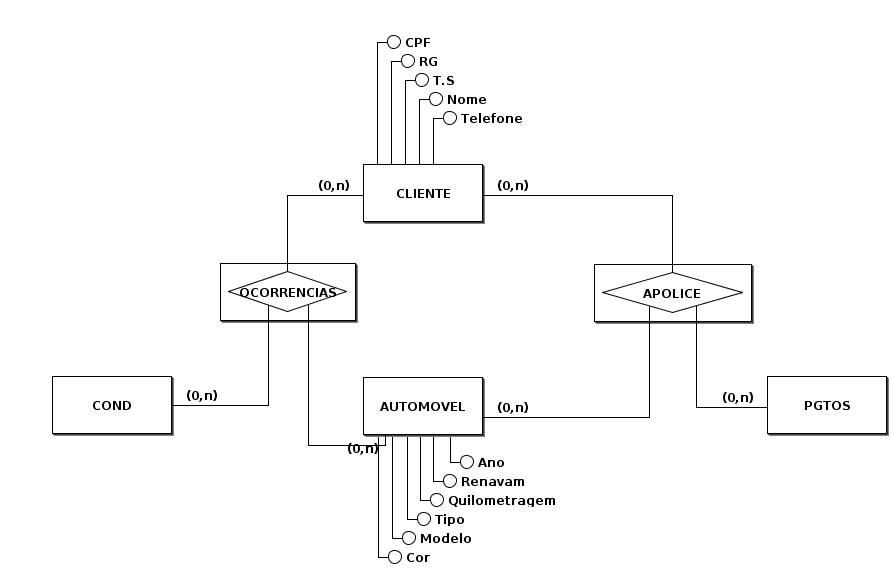 CPF
RG
T.S
Nome
Telefone
(0,n)
CLIENTE
(0,n)
OCORRENCIAS
APOLICE
COND
(0,n)
AUTOMOVEL
(0,n)
(0,n)
PGTOS
(0,n)
Ano
Renavam
Quilometragem
Tipo
Modelo
Cor